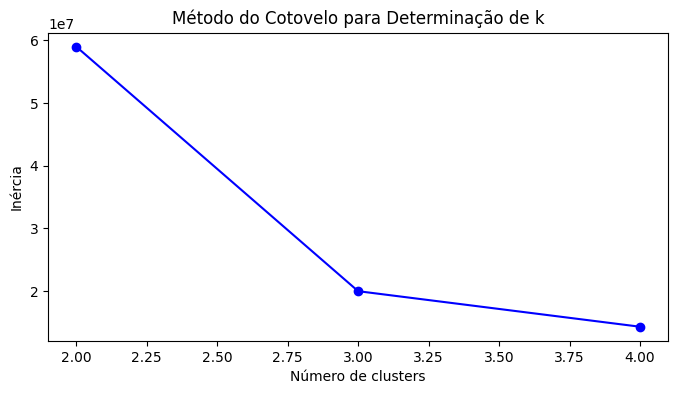 Método do Cotovelo para Determinação de k
1e7
6
5
4
3
2
Inércia
2.00 2.25 2.50 2.75 3.00 3.25 3.50 3.75 4.00
Número de clusters